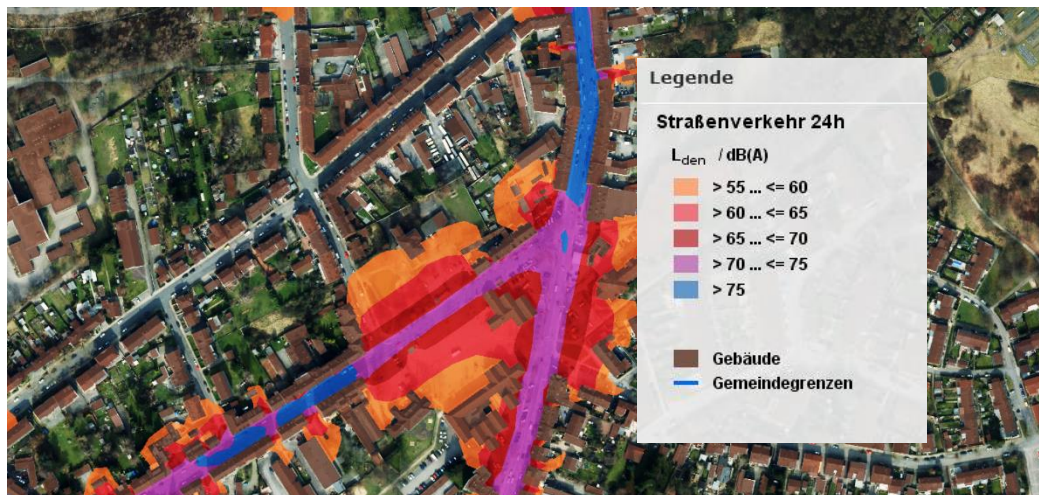 Legende
Straßenverkehr 24h
Lden / dB(A)
> 55 ... <= 60
> 60 ... <= 65
> 65 ... <= 70
> 70 ... <= 75
> 75
Gebäude
Gemeindegrenzen